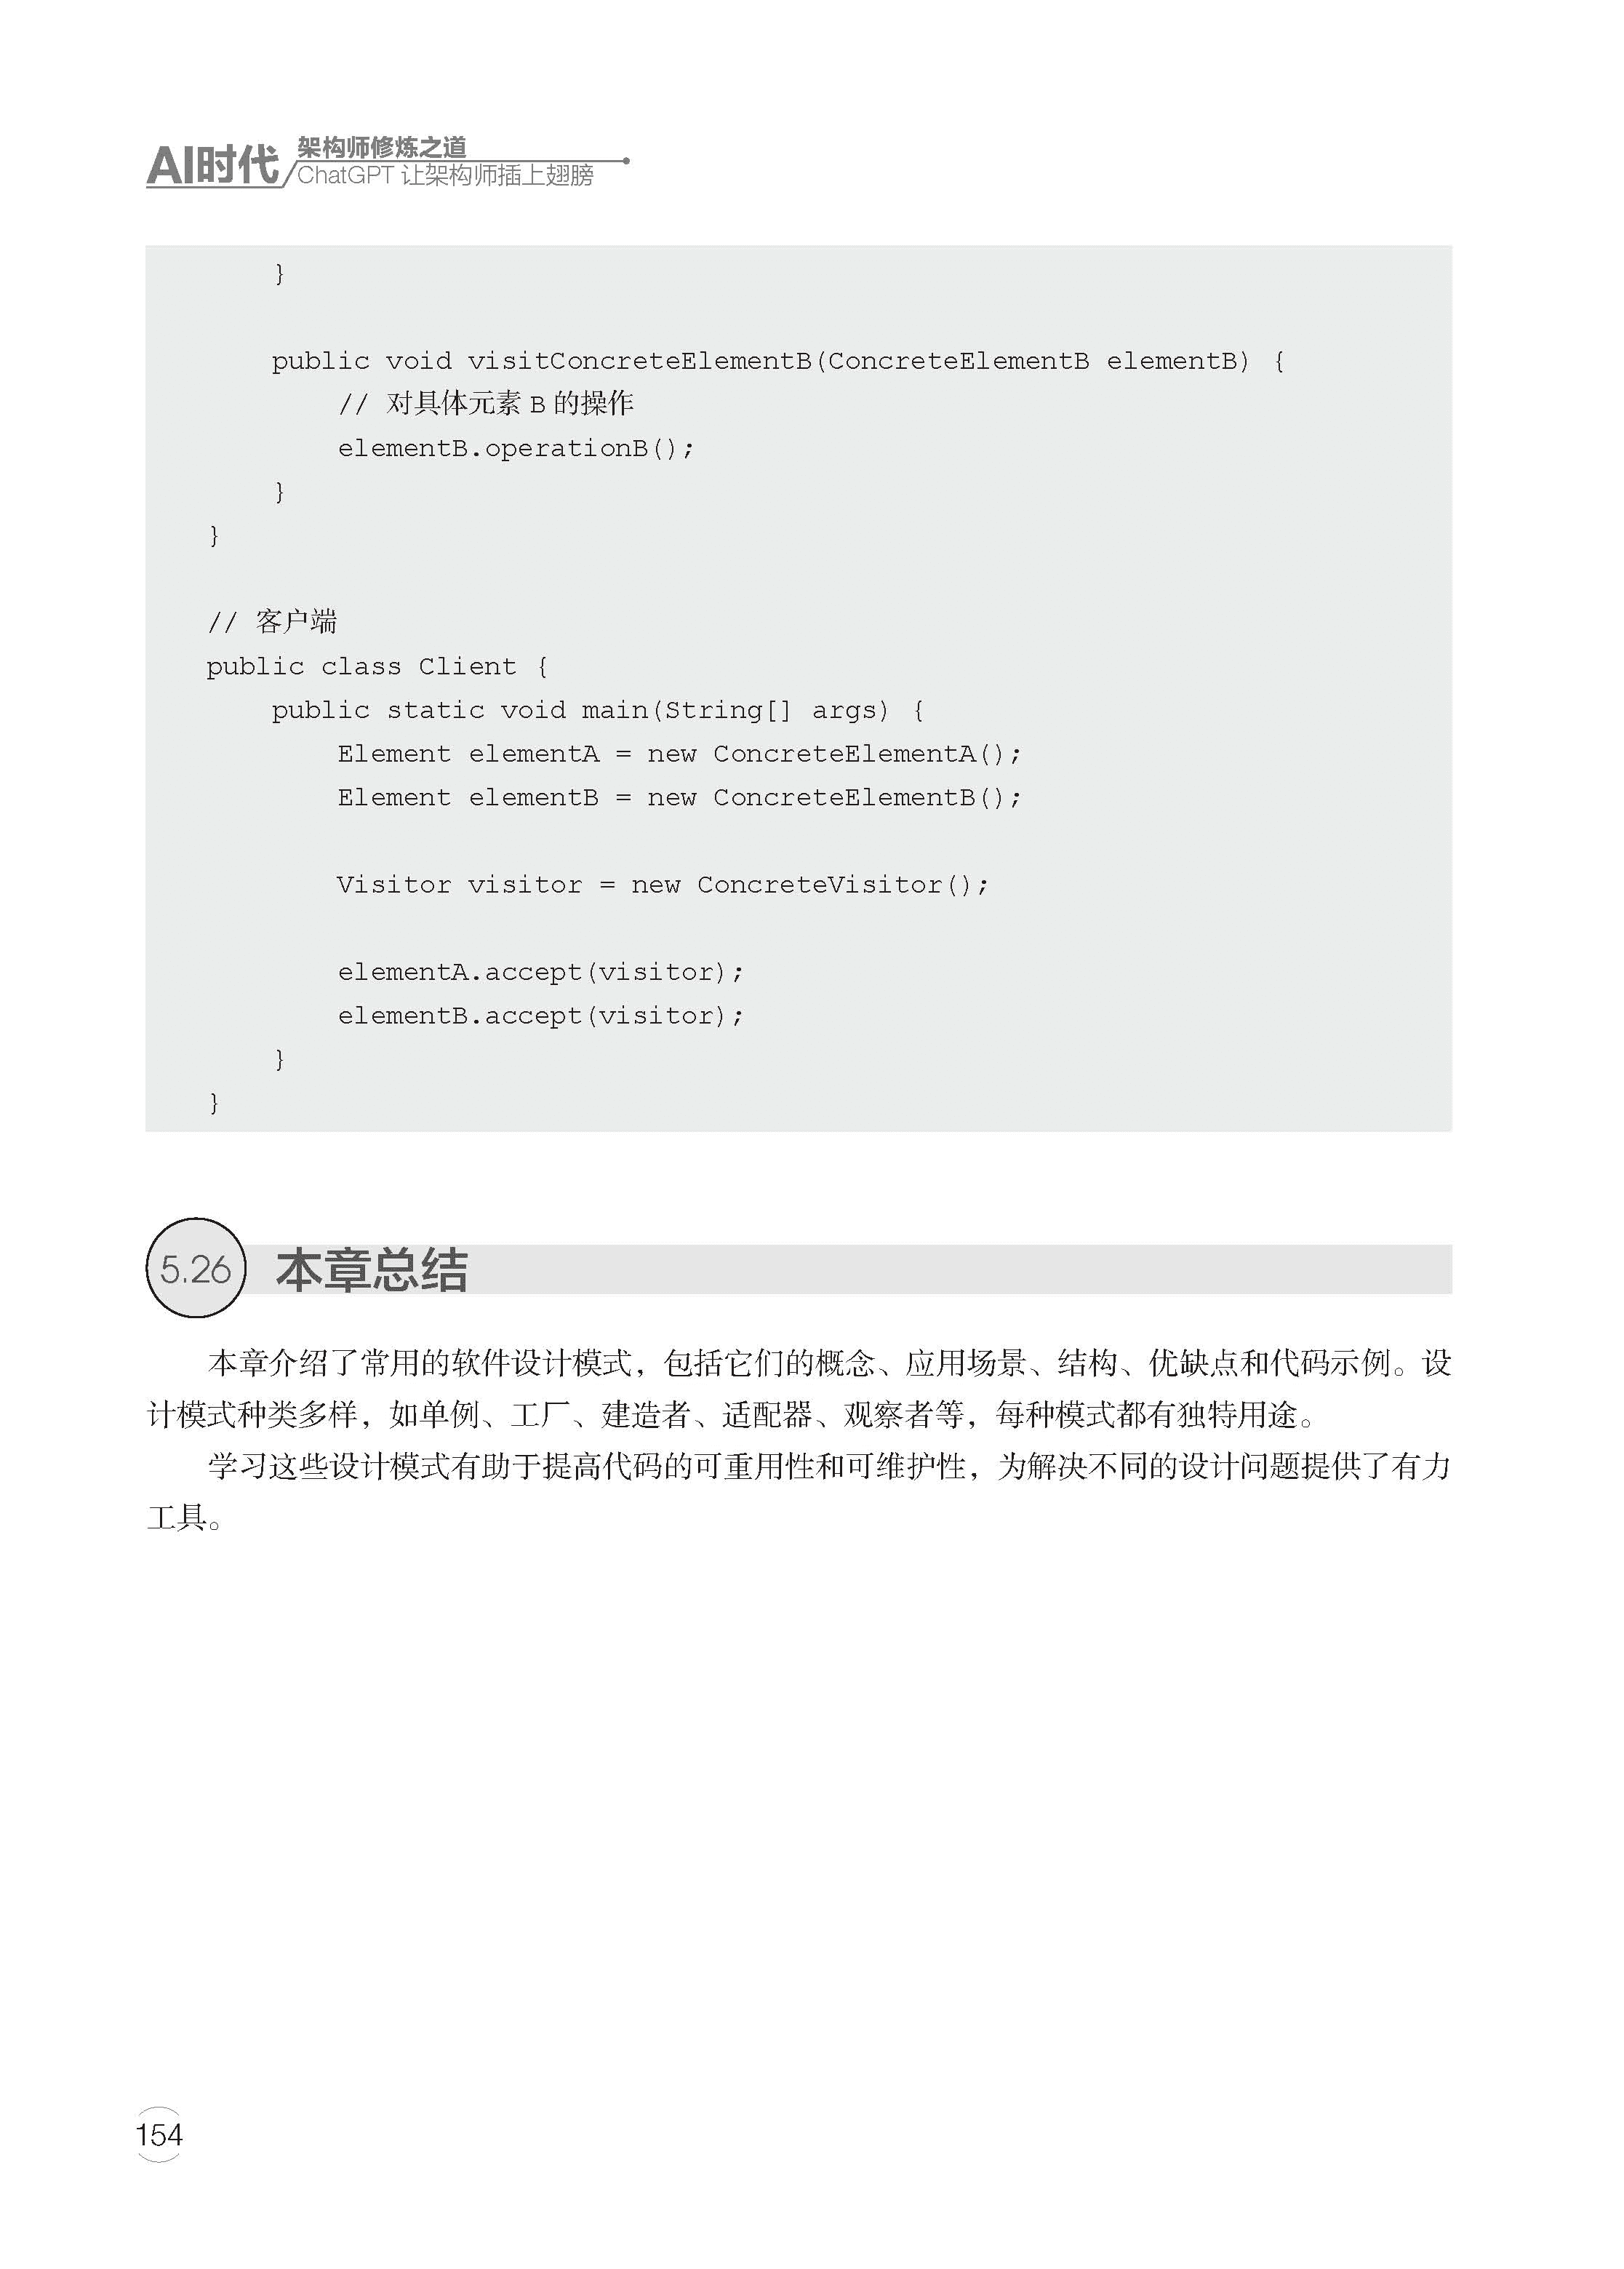 AI时代 架构师修炼之道
ChatGPT 让架构师插上翅膀
    }

    public void visitConcreteElementB(ConcreteElementB elementB) {
        // 对具体元素 B 的操作
        elementB.operationB();
    }
}

// 客户端
public class Client {
    public static void main(String[] args) {
        Element elementA = new ConcreteElementA();
        Element elementB = new ConcreteElementB();

        Visitor visitor = new ConcreteVisitor();

        elementA.accept(visitor);
        elementB.accept(visitor);
    }
}
5.26 本章总结
本章介绍了常用的软件设计模式，包括它们的概念、应用场景、结构、优缺点和代码示例。设
计模式种类多样，如单例、工厂、建造者、适配器、观察者等，每种模式都有独特用途。
学习这些设计模式有助于提高代码的可重用性和可维护性，为解决不同的设计问题提供了有力
工具。
154